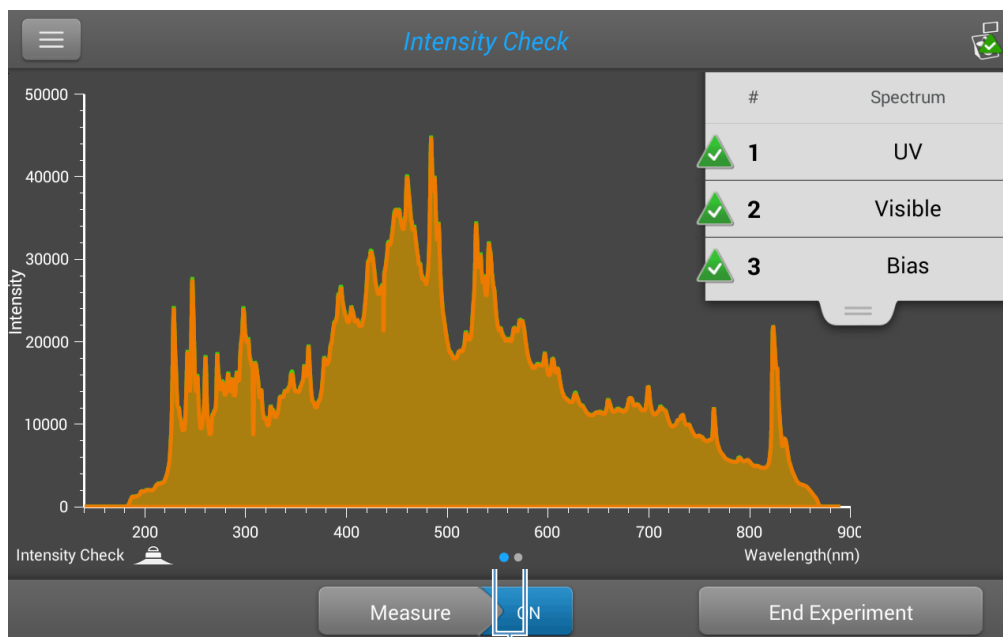 Intensity Check
# Spectrum
1 UV
2 Visible
3 Bias
50000
40000
30000
20000
10000
0
Intensity
200 300 400 500 600 700 800 900
Intensity Check
Wavelength(nm)
Measure ON End Experiment